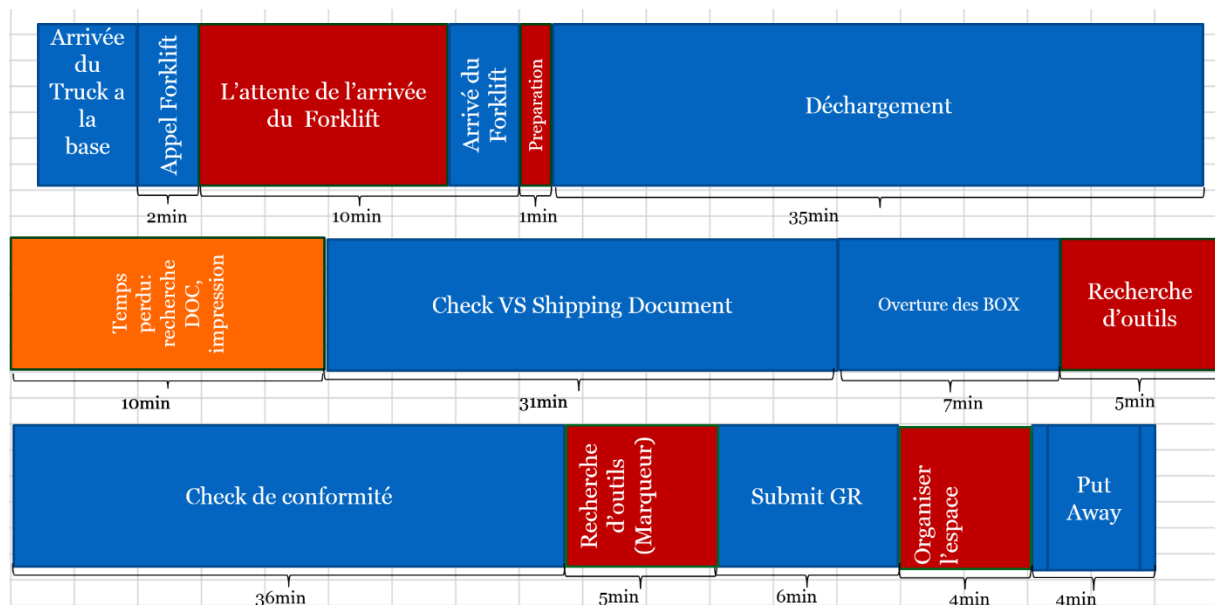 Arrivée
du
Truck a
la
base
Appel Forklift
L'attente de l'arrivée
du Forklift
Arrivé du
Forklift
Preparation
Déchargement
2min
10min
1min
35min
Temps
perdu:
recherche
DOC,
impression
Check VS Shipping Document
Overture des BOX
Recherche
d'outils
10min
31min
7min
5min
Check de conformité
Recherche
d'outils
(Marqueur)
Submit GR
Organiser
l'espace
Put
Away
36min
5min
6min
4min
4min